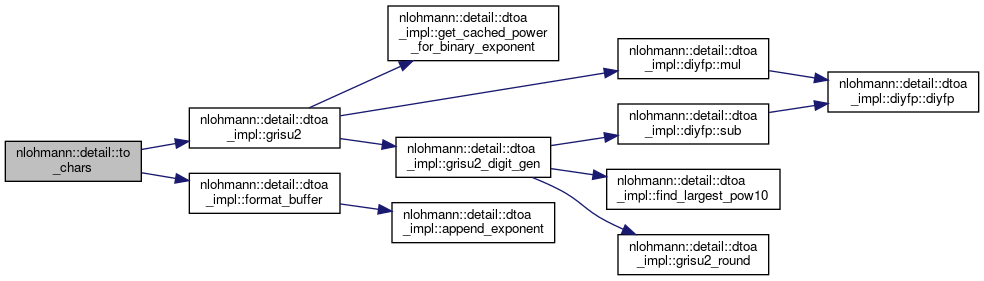 nlohmann::detail::to
_chars
nlohmann::detail::dtoa
_impl::grisu2
nlohmann::detail::dtoa
_impl::format_buffer
nlohmann::detail::dtoa
_impl::get_cached_power
_for_binary_exponent
nlohmann::detail::dtoa
_impl::grisu2_digit_gen
nlohmann::detail::dtoa
_impl::append_exponent
nlohmann::detail::dtoa
_impl::diyfp::mul
nlohmann::detail::dtoa
_impl::diyfp::sub
nlohmann::detail::dtoa
_impl::find_largest_pow10
nlohmann::detail::dtoa
_impl::grisu2_round
nlohmann::detail::dtoa
_impl::diyfp::diyfp